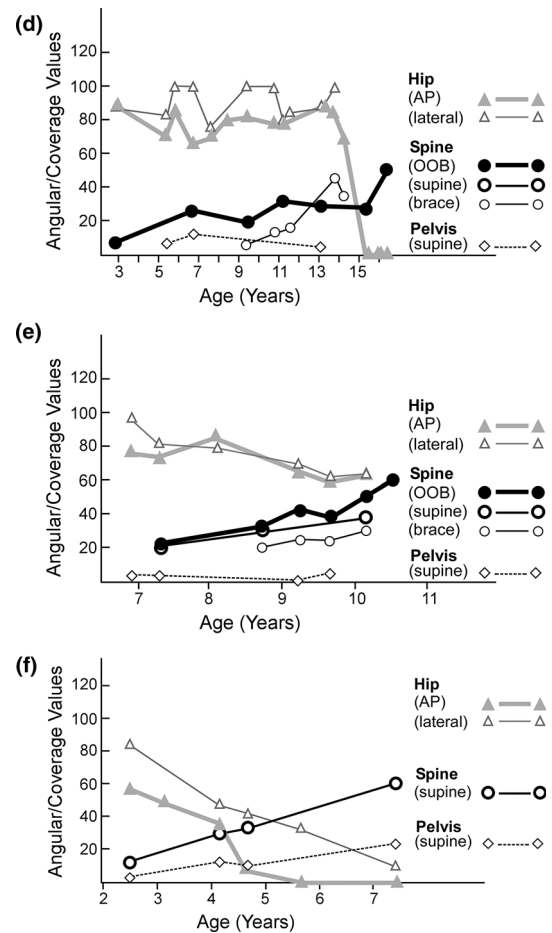 (d)
Angular/Coverage Values
120
100
80
60
40
20
3 5 7 9 11 13 15
Age (Years)
Hip
(AP)
(lateral)
Spine
(OOB)
(supine)
(brace)
Pelvis
(supine)
(e)
Angular/Coverage Values
120
100
80
60
40
20
7 8 9 10 11
Age (Years)
Hip
(AP)
(lateral)
Spine
(OOB)
(supine)
(brace)
Pelvis
(supine)
(f)
Angular/Coverage Values
120
100
80
60
40
20
2 3 4 5 6 7
Age (Years)
Hip
(AP)
(lateral)
Spine
(supine)
Pelvis
(supine)